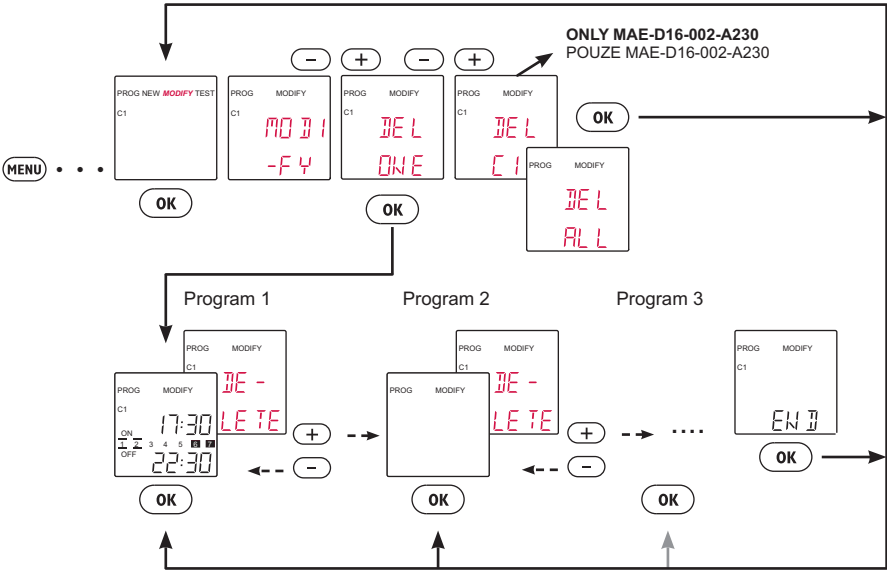 ONLY MAE-D16-002-A230
POUZE MAE-D16-002-A230
− + − +
PROG NEW MODIFY TEST
C1
PROG MODIFY
C1
MODI
-FY
PROG MODIFY
C1
DEL
ONE
PROG MODIFY
C1
DEL
C1
OK
PROG MODIFY
DEL
ALL
MENU
OK
OK
Program 1
Program 2
Program 3
PROG MODIFY
C1
DE-
LETE
PROG MODIFY
C1
17:30
ON
1 2 3 4 5 6 7
OFF
22:30
+
−
PROG MODIFY
C1
DE-
LETE
PROG MODIFY
+
−
....
PROG MODIFY
C1
END
OK
OK
OK
OK